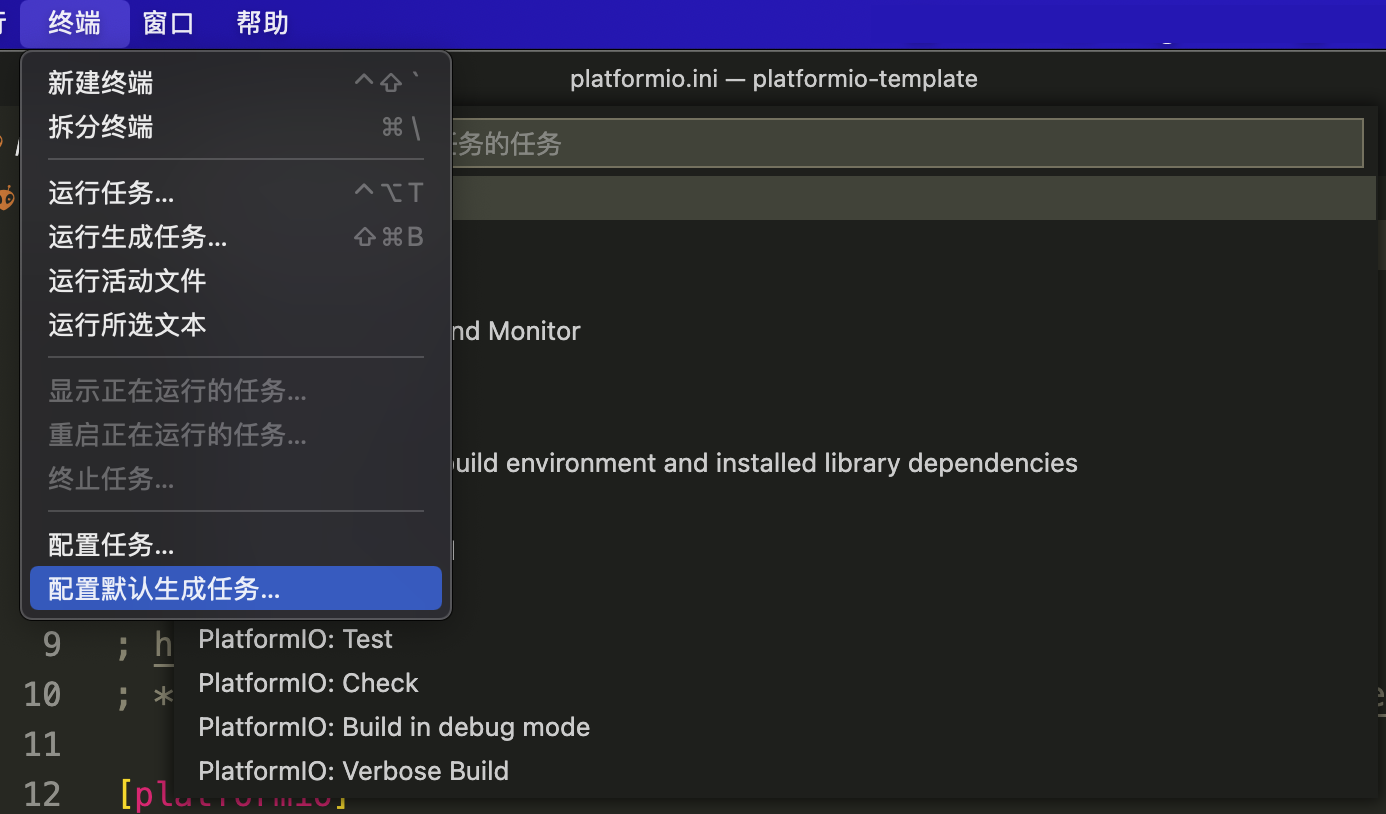 终端 窗口 帮助
platformio.ini — platformio-template
新建终端 ^⇧`
拆分终端 ⌘\
任务的任务
运行任务... ^⌥T
运行生成任务... ⇧⌘B
运行活动文件
运行所选文本
nd Monitor
显示正在运行的任务...
重启正在运行的任务...
uild environment and installed library dependencies
终止任务...
配置任务...
配置默认生成任务...
9 ; h
PlatformIO: Test
PlatformIO: Check
10 ; *
PlatformIO: Build in debug mode
11
PlatformIO: Verbose Build
12 [platformio]